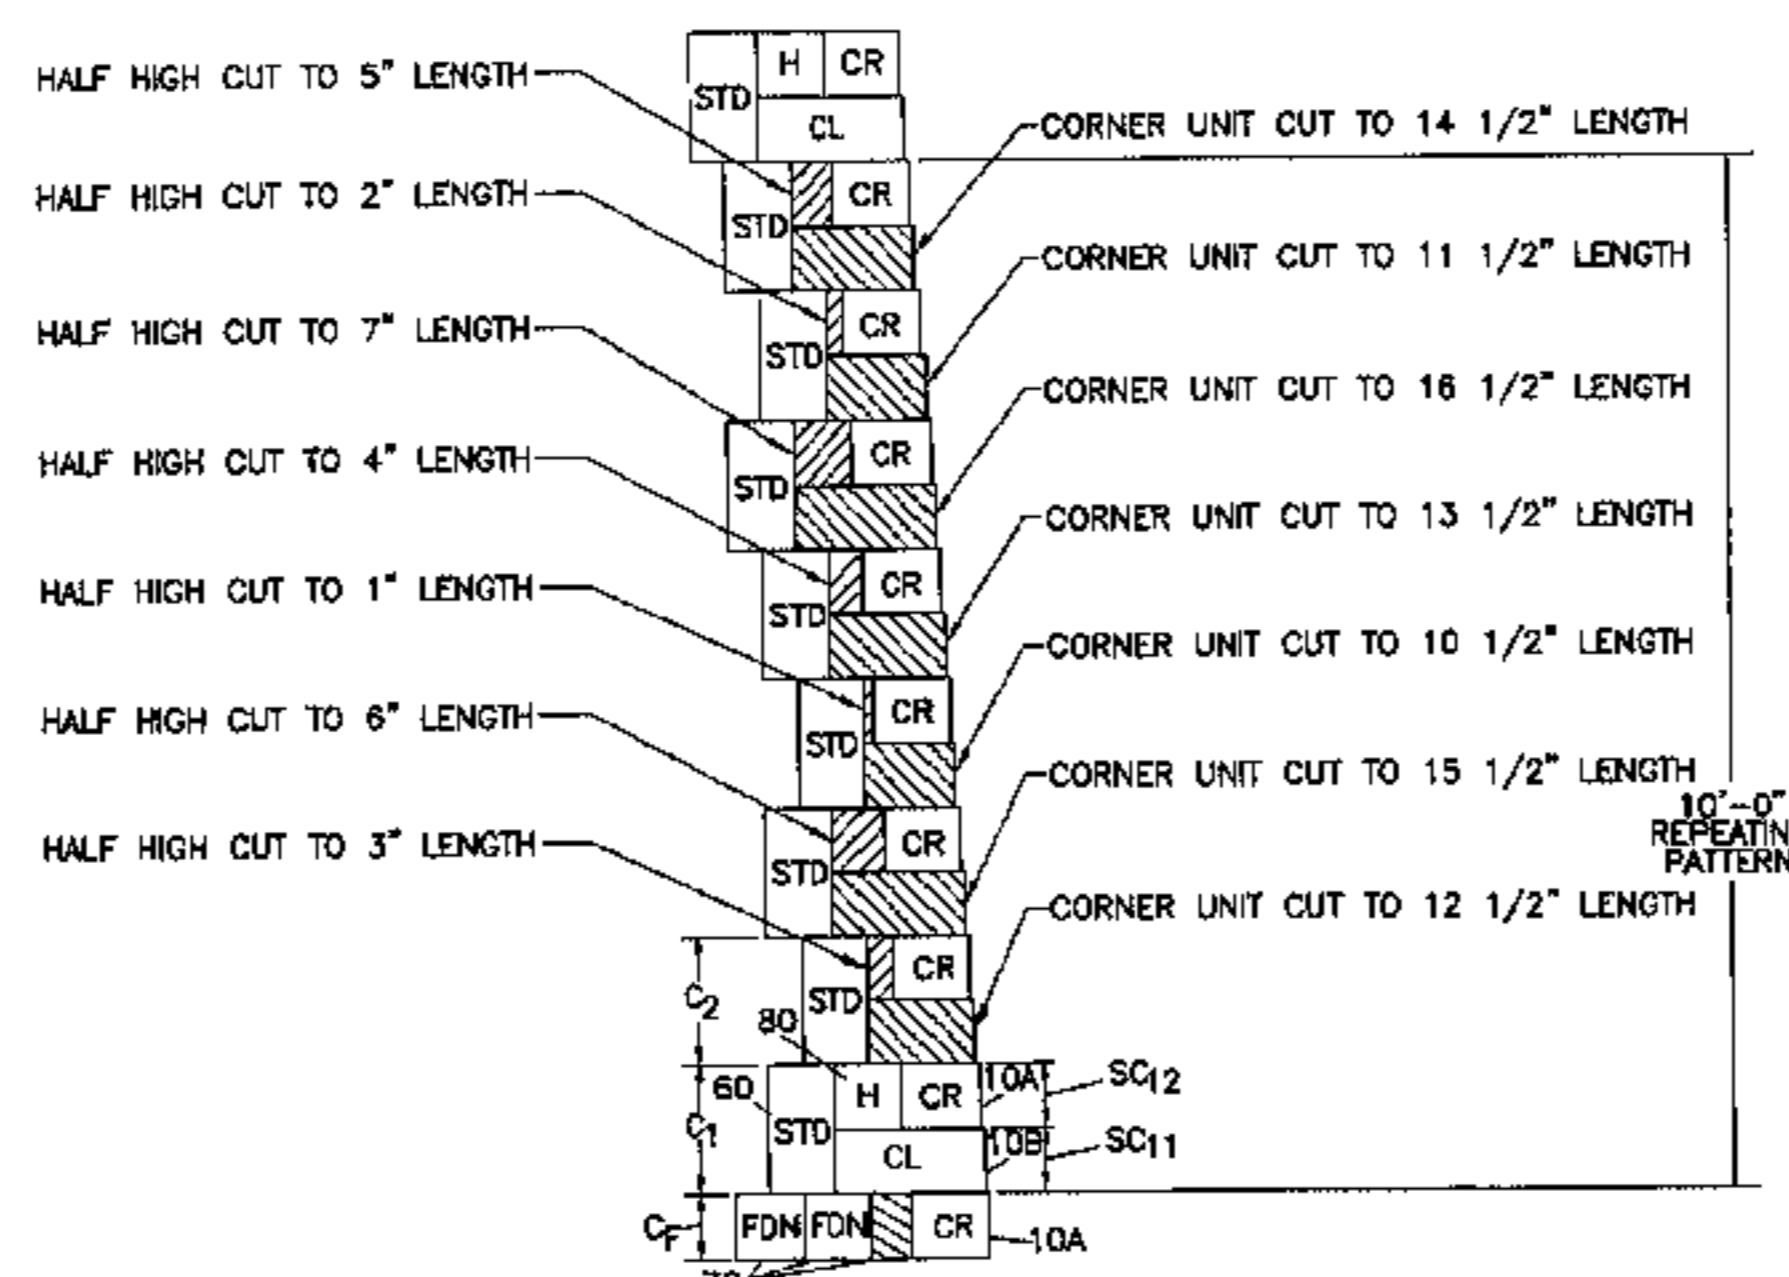 H CR
HALF HIGH CUT TO 5" LENGTH
STD
CL
CORNER UNIT CUT TO 14 1/2" LENGTH
HALF HIGH CUT TO 2" LENGTH
CR
STD
CORNER UNIT CUT TO 11 1/2" LENGTH
HALF HIGH CUT TO 7" LENGTH
CR
STD
CORNER UNIT CUT TO 16 1/2" LENGTH
HALF HIGH CUT TO 4" LENGTH
CR
STD
CORNER UNIT CUT TO 13 1/2" LENGTH
HALF HIGH CUT TO 1" LENGTH
CR
STD
CORNER UNIT CUT TO 10 1/2" LENGTH
HALF HIGH CUT TO 6" LENGTH
CR
STD
CORNER UNIT CUT TO 15 1/2" LENGTH
10'-0"
REPEATIN
PATTERN
HALF HIGH CUT TO 3" LENGTH
CR
STD
CORNER UNIT CUT TO 12 1/2" LENGTH
CR
C2
STD
80
60
H CR
10A
SC12
C1
STD
CL
10B
SC11
CF
FDN FDN CR
10A